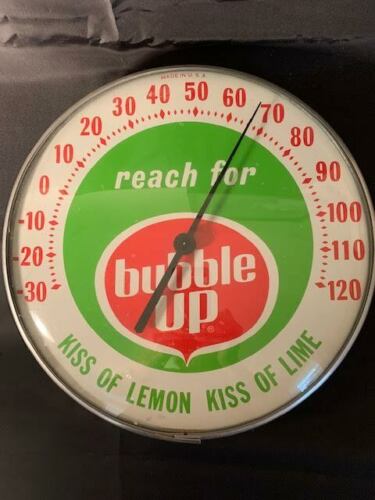 MADE IN U.S.A.
-30 -20 -10 0 10 20 30 40 50 60 70 80 90 100 110 120
reach for
bubble
UP®
KISS OF LEMON KISS OF LIME